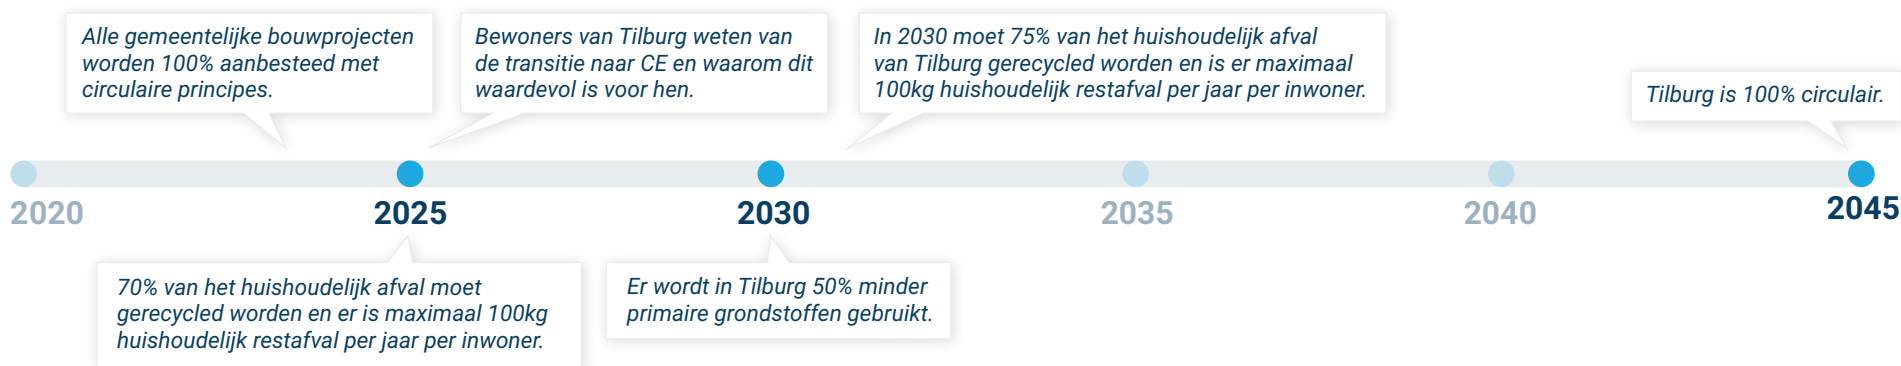 Alle gemeentelijke bouwprojecten
worden 100% aanbesteed met
circulaire principes.
Bewoners van Tilburg weten van
de transitie naar CE en waarom dit
waardevol is voor hen.
In 2030 moet 75% van het huishoudelijk afval
van Tilburg gerecycled worden en is er maximaal
100kg huishoudelijk restafval per jaar per inwoner.
Tilburg is 100% circulair.
2020
2025
2030
2035
2040
2045
70% van het huishoudelijk afval moet
gerecycled worden en er is maximaal 100kg
huishoudelijk restafval per jaar per inwoner.
Er wordt in Tilburg 50% minder
primaire grondstoffen gebruikt.